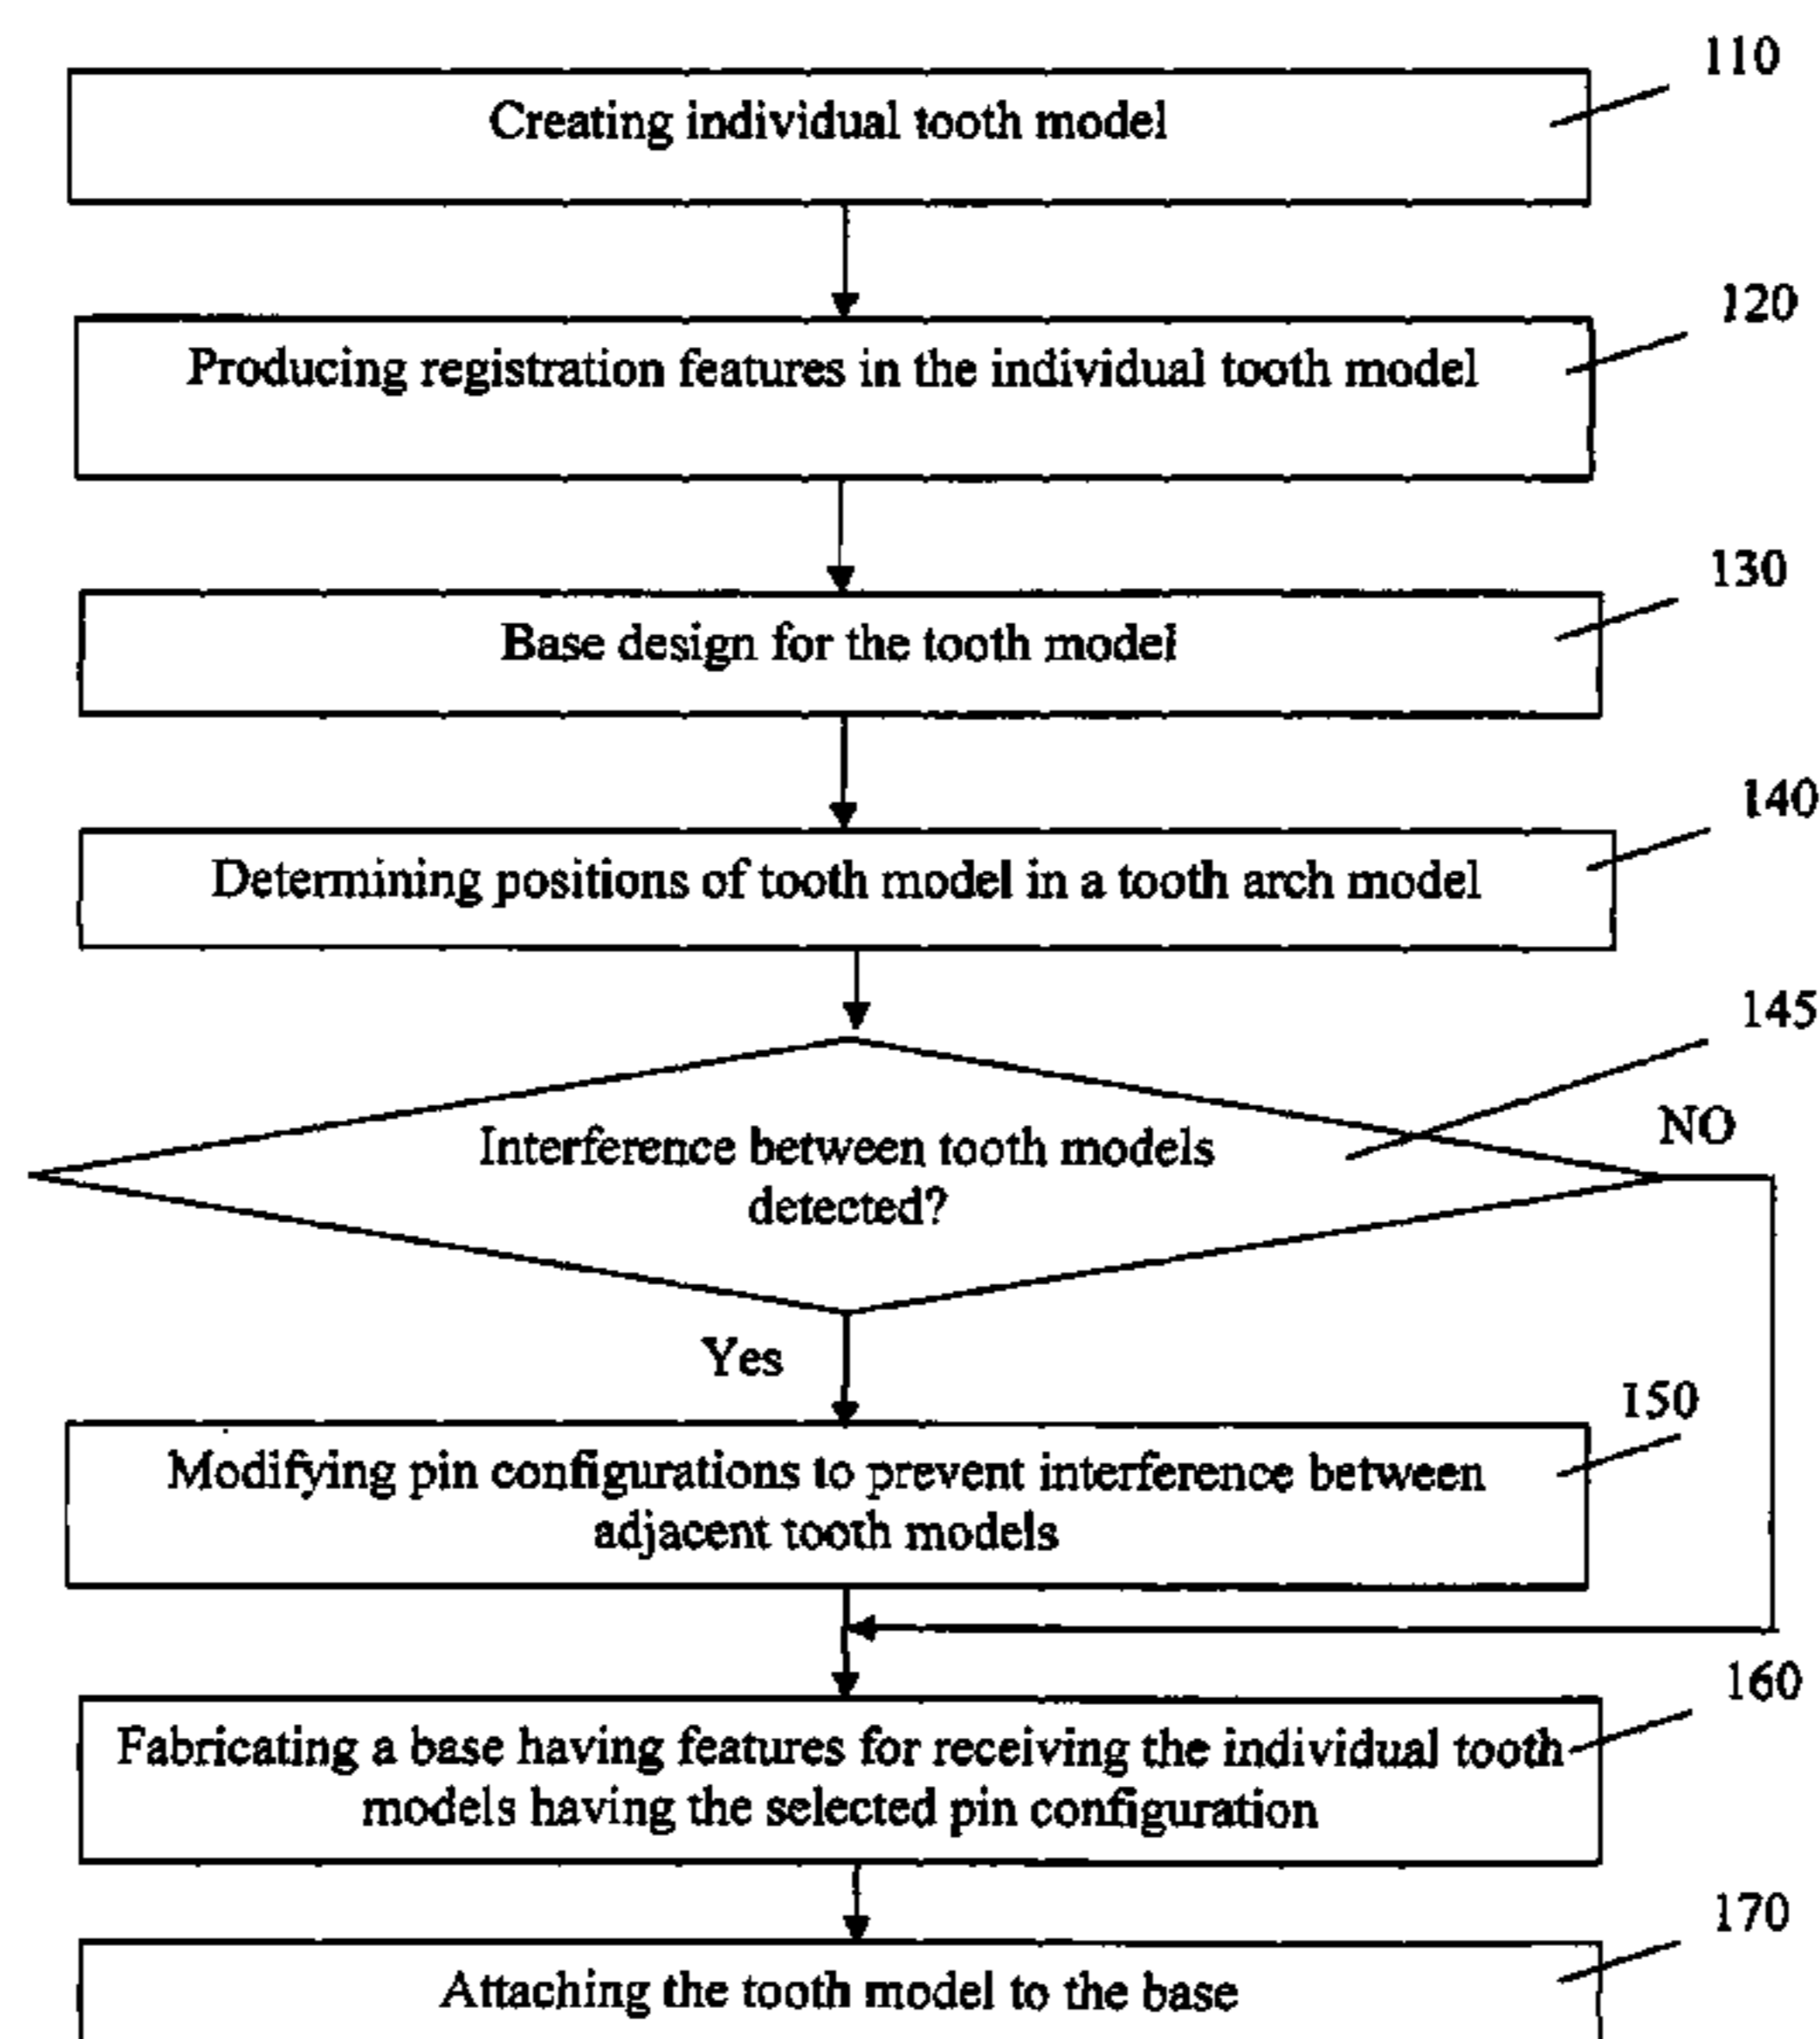 110
Creating individual tooth model
120
Producing registration features in the individual tooth model
130
Base design for the tooth model
140
Determining positions of tooth model in a tooth arch model
145
NO
Interference between tooth models
detected?
Yes
150
Modifying pin configurations to prevent interference between
adjacent tooth models
160
Fabricating a base having features for receiving the individual tooth
models having the selected pin configuration
170
Attaching the tooth model to the base